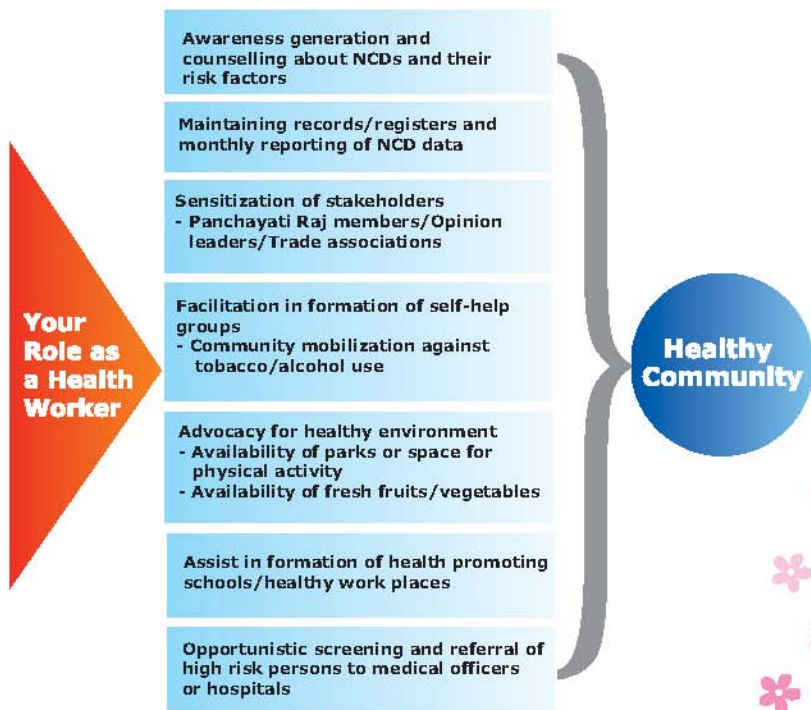 Awareness generation and
counselling about NCDs and their
risk factors
Maintaining records/registers and
monthly reporting of NCD data
Sensitization of stakeholders
- Panchayati Raj members/Opinion
leaders/Trade associations
Facilitation in formation of self-help
groups
- Community mobilization against
tobacco/alcohol use
Advocacy for healthy environment
- Availability of parks or space for
physical activity
- Availability of fresh fruits/vegetables
Assist in formation of health promoting
schools/healthy work places
Opportunistic screening and referral of
high risk persons to medical officers
or hospitals
Your
Role as
a Health
Worker
Healthy
Community